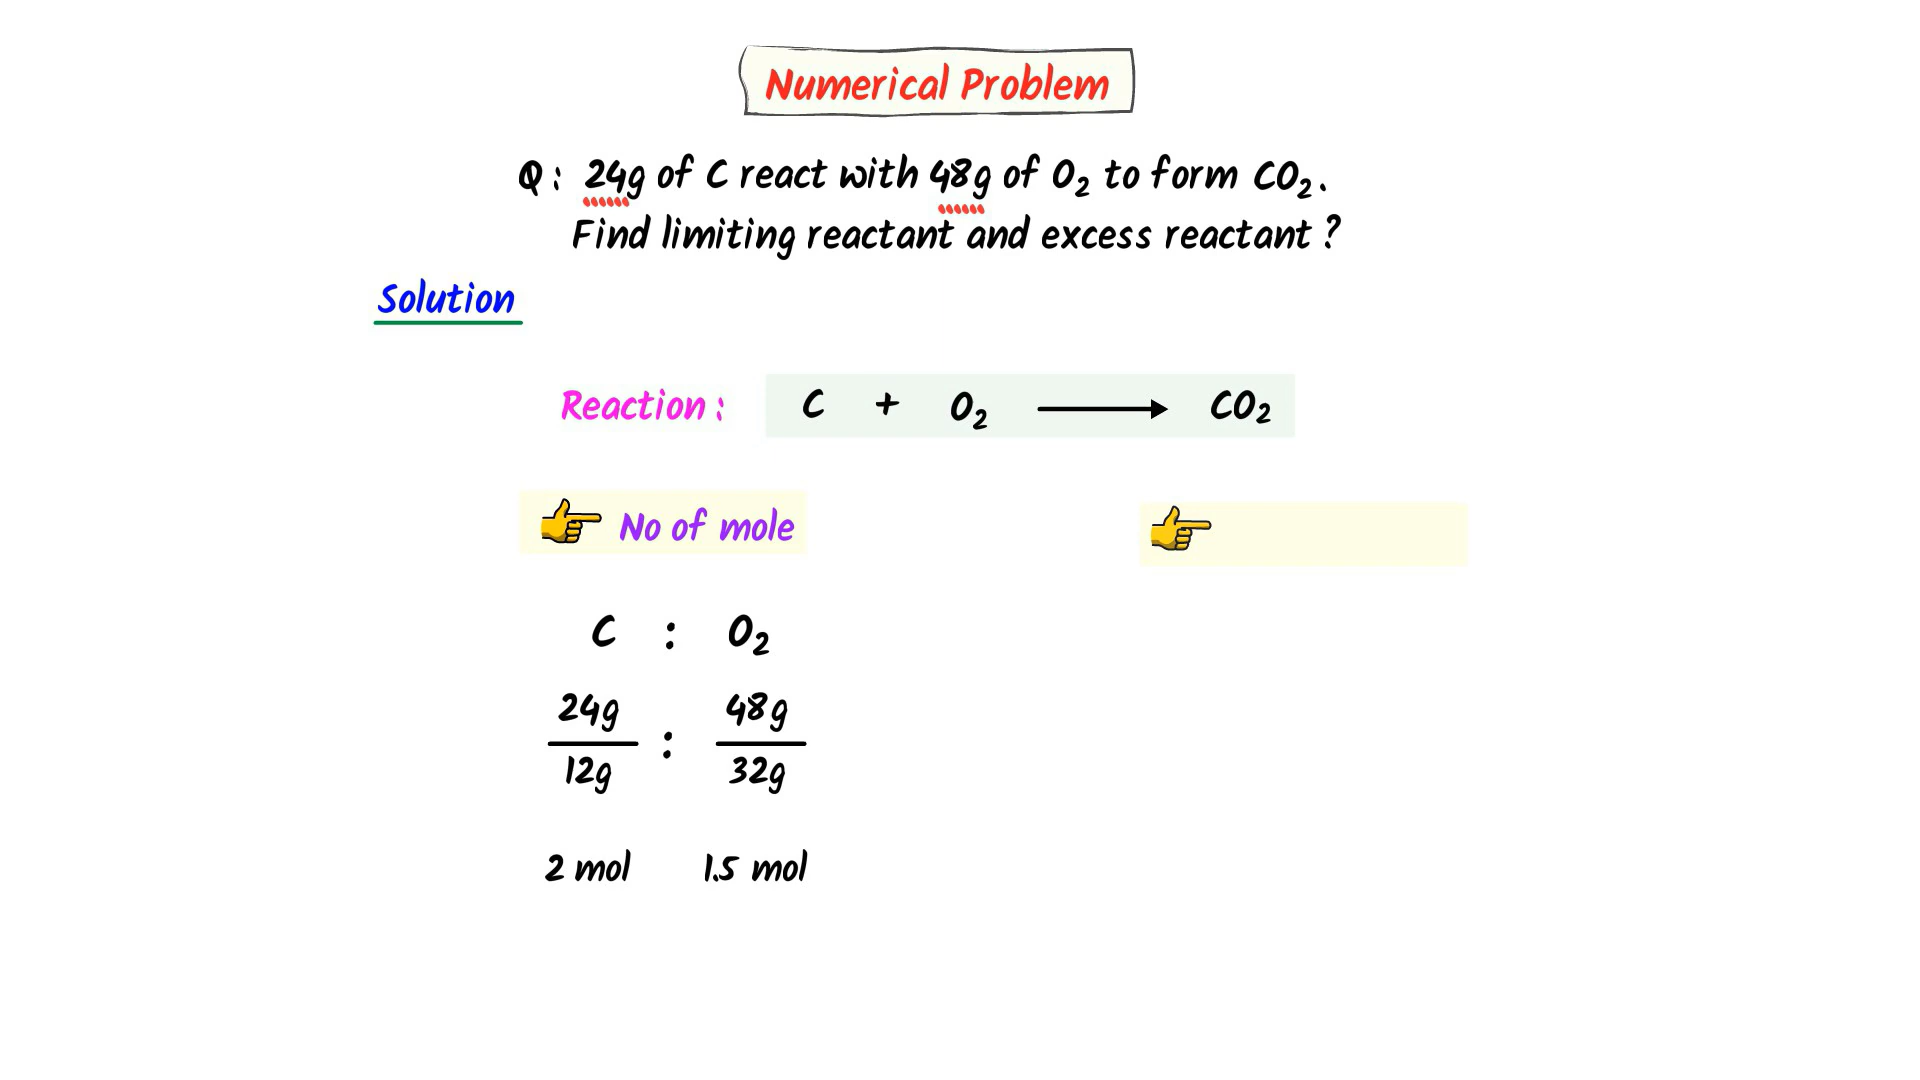 Numerical Problem
Q: 24g of C react with 48g of O₂ to form CO₂.
Find limiting reactant and excess reactant?
Solution
Reaction: C + O₂ ⟶ CO₂
No of mole
C : O₂
24g : 48g
12g 32g
2 mol 1.5 mol